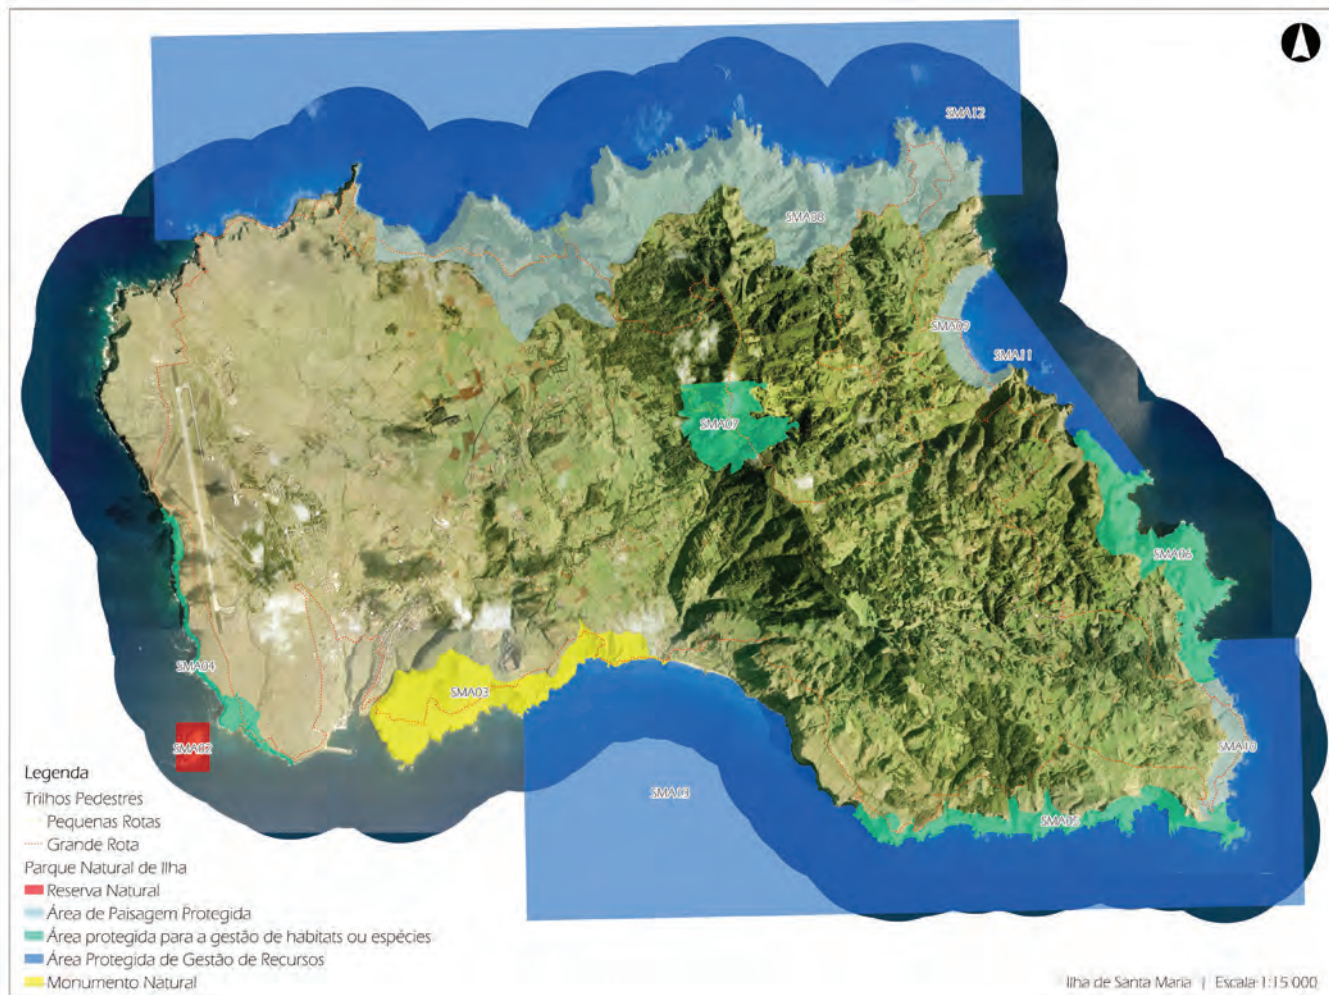 SMA12
SMA08
SMA09
SMA11
SMA07
SMA06
SMA04
SMA03
SMA02
SMA10
SMA13
SMA05
Legenda
Trilhos Pedestres
Pequenas Rotas
Grande Rota
Parque Natural de Ilha
Reserva Natural
Área de Paisagem Protegida
Área protegida para a gestão de habitats ou espécies
Área Protegida de Gestão de Recursos
Monumento Natural
Ilha de Santa Maria | Escala 1:15 000